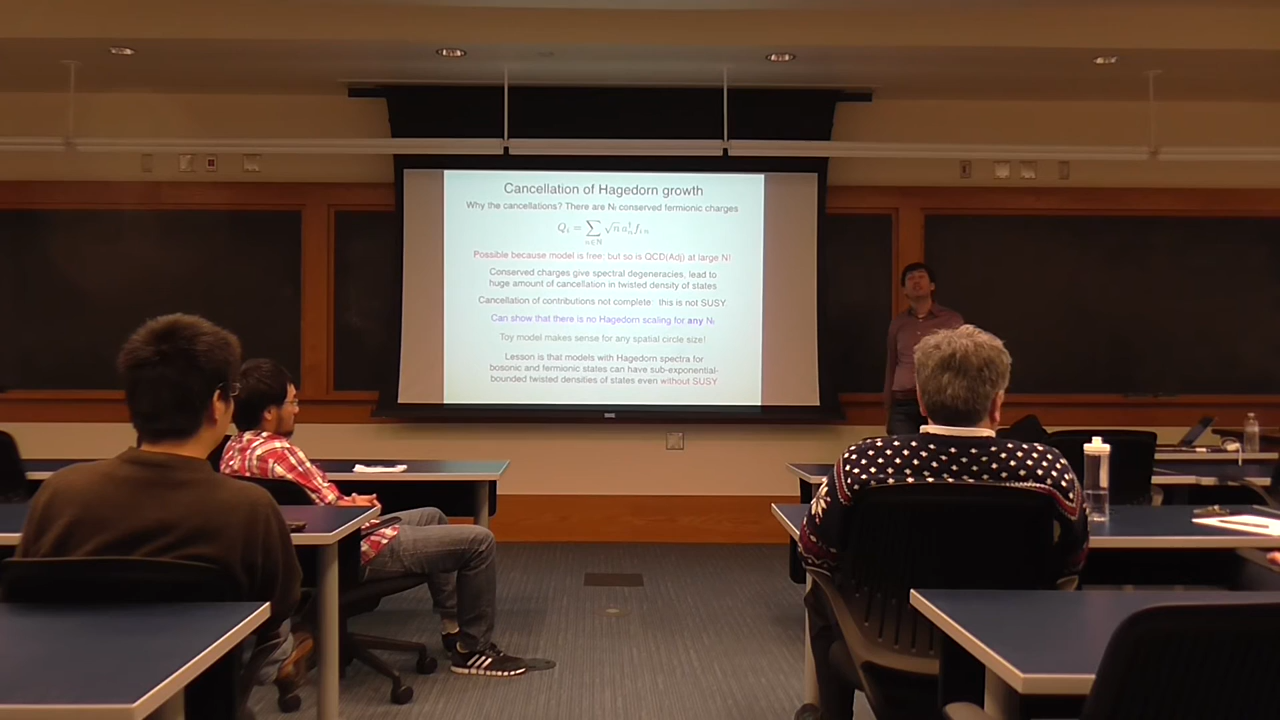 Cancellation of Hagedorn growth
Why the cancellations? There are Nf conserved fermionic charges
Qᵢ = ∑ √n a†ₙ fᵢₙ
n∈ℕ
Possible because model is free; but so is QCD(Adj) at large N!
Conserved charges give spectral degeneracies, lead to
huge amount of cancellation in twisted density of states
Cancellation of contributions not complete this is not SUSY.
Can show that there is no Hagedorn scaling for any Nf
Toy model makes sense for any spatial circle size!
Lesson is that models with Hagedorn spectra for
bosonic and fermionic states can have sub-exponential-
bounded twisted densities of states even without SUSY